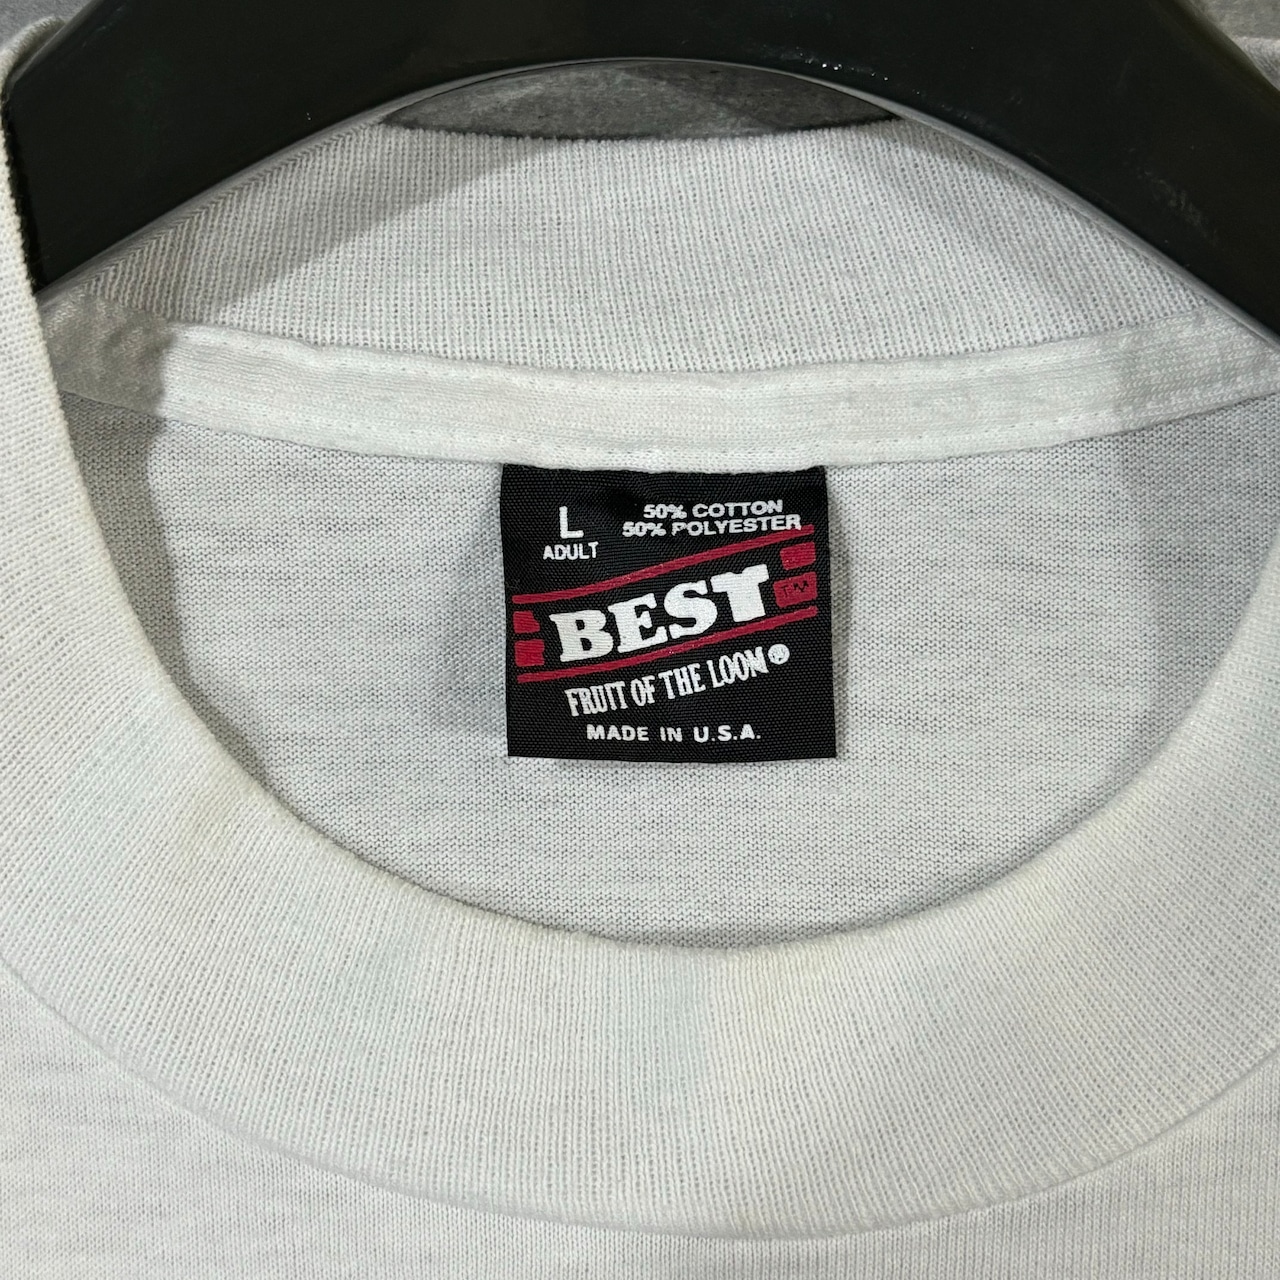 L
ADULT
50% COTTON
50% POLYESTER
BEST
TM
FRUIT OF THE LOOM®
MADE IN U.S.A.